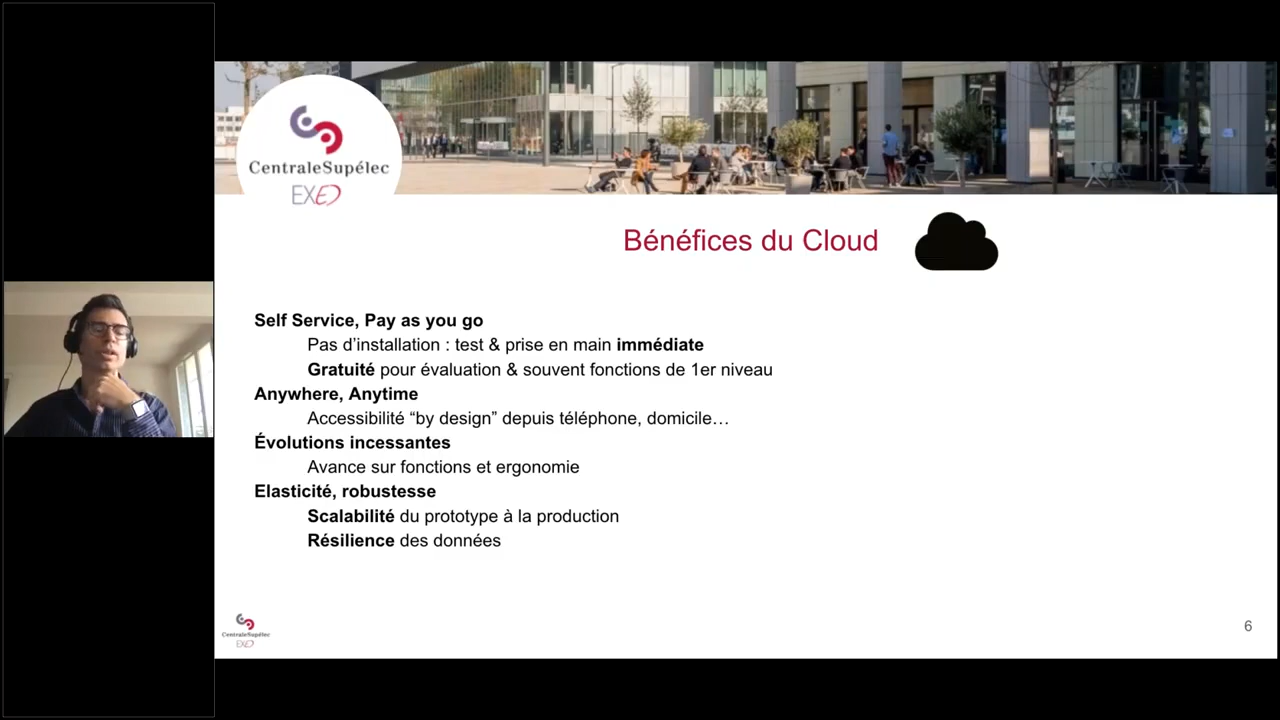 CentraleSupélec
EXED
Bénéfices du Cloud
Self Service, Pay as you go
Pas d’installation : test & prise en main immédiate
Gratuité pour évaluation & souvent fonctions de 1er niveau
Anywhere, Anytime
Accessibilité “by design” depuis téléphone, domicile…
Évolutions incessantes
Avance sur fonctions et ergonomie
Elasticité, robustesse
Scalabilité du prototype à la production
Résilience des données
CentraleSupélec
EXED
6